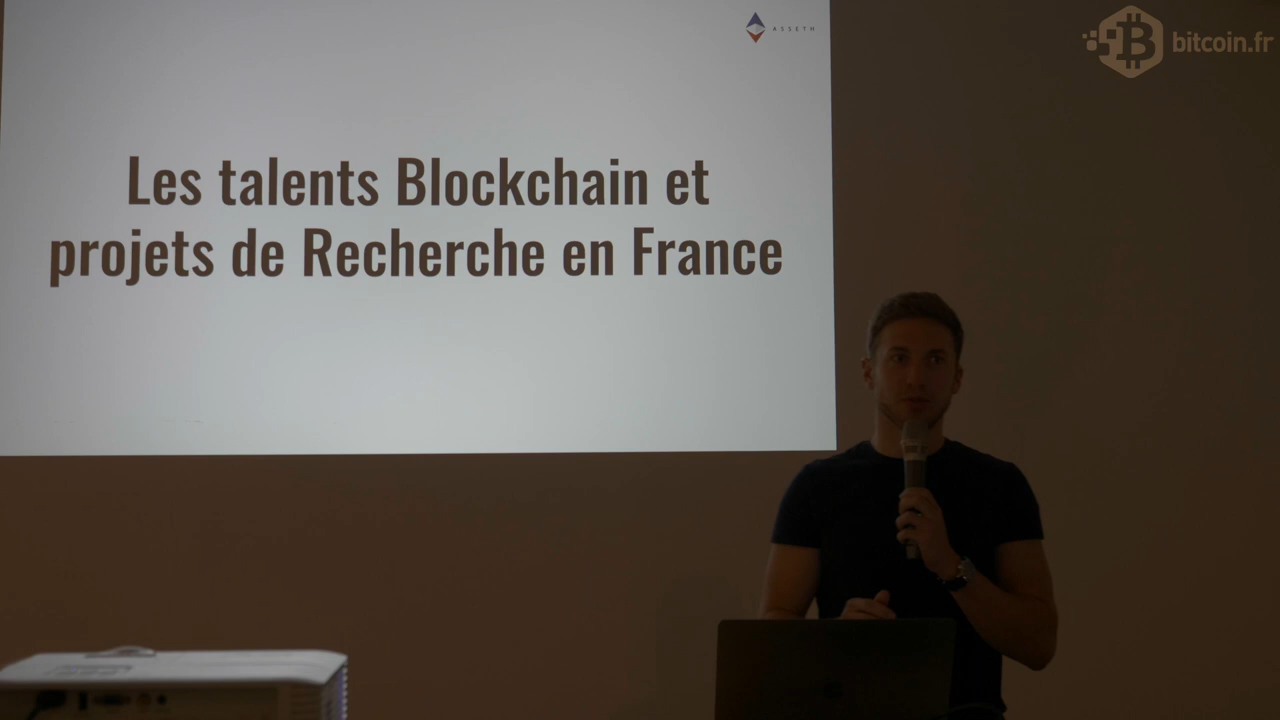 ASSETH
bitcoin.fr
Les talents Blockchain et
projets de Recherche en France